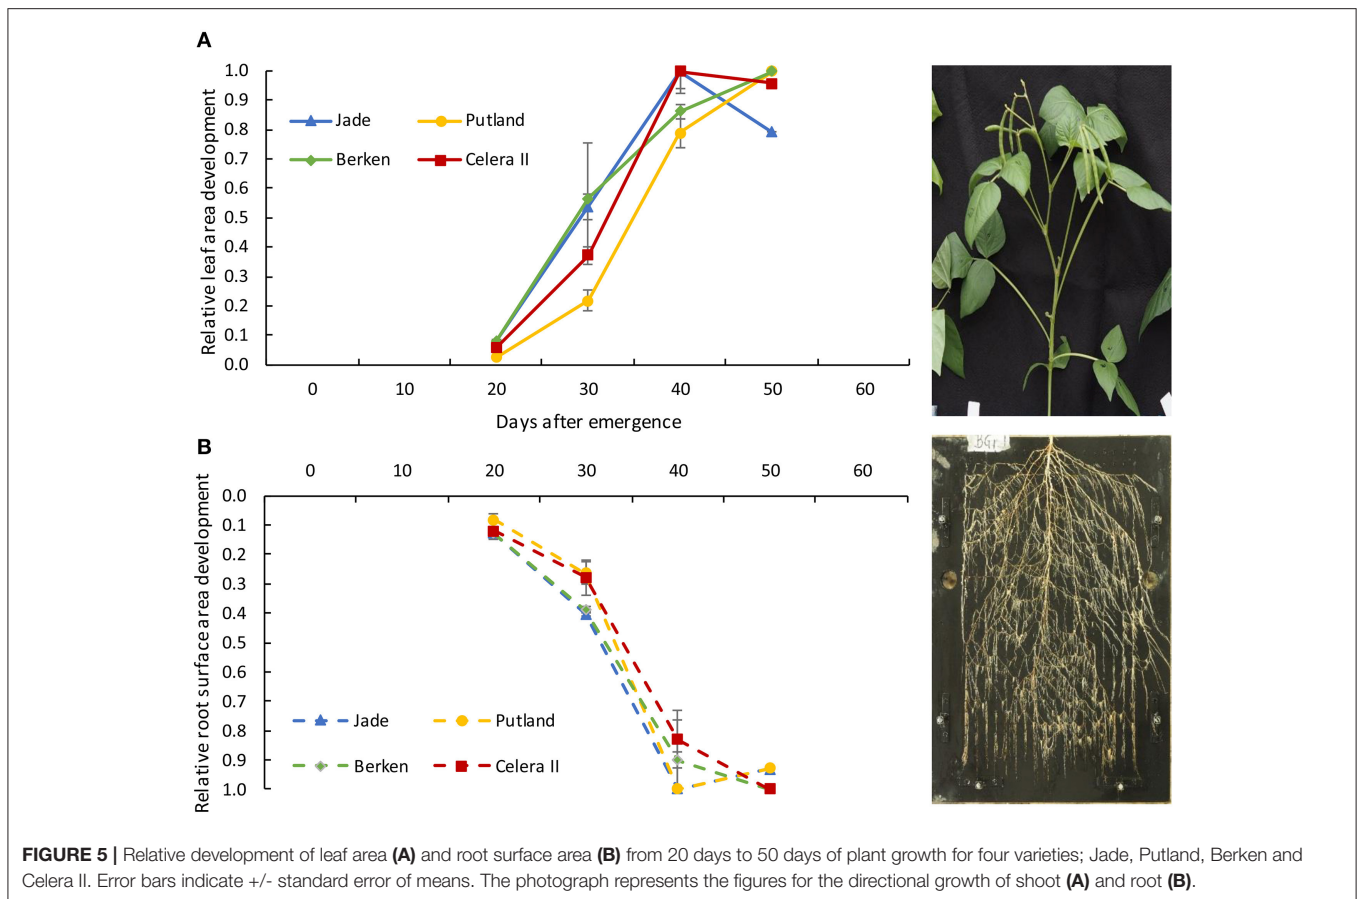 A
1.0
0.9
0.8
0.7
0.6
0.5
0.4
0.3
0.2
0.1
0.0
Relative leaf area development
Jade
Putland
Berken
Celera II
0 10 20 30 40 50 60
Days after emergence
B
0 10 20 30 40 50 60
0.0
0.1
0.2
0.3
0.4
0.5
0.6
0.7
0.8
0.9
1.0
Relative root surface area development
Jade
Putland
Berken
Celera II
FIGURE 5 | Relative development of leaf area (A) and root surface area (B) from 20 days to 50 days of plant growth for four varieties; Jade, Putland, Berken and
Celera II. Error bars indicate +/- standard error of means. The photograph represents the figures for the directional growth of shoot (A) and root (B).